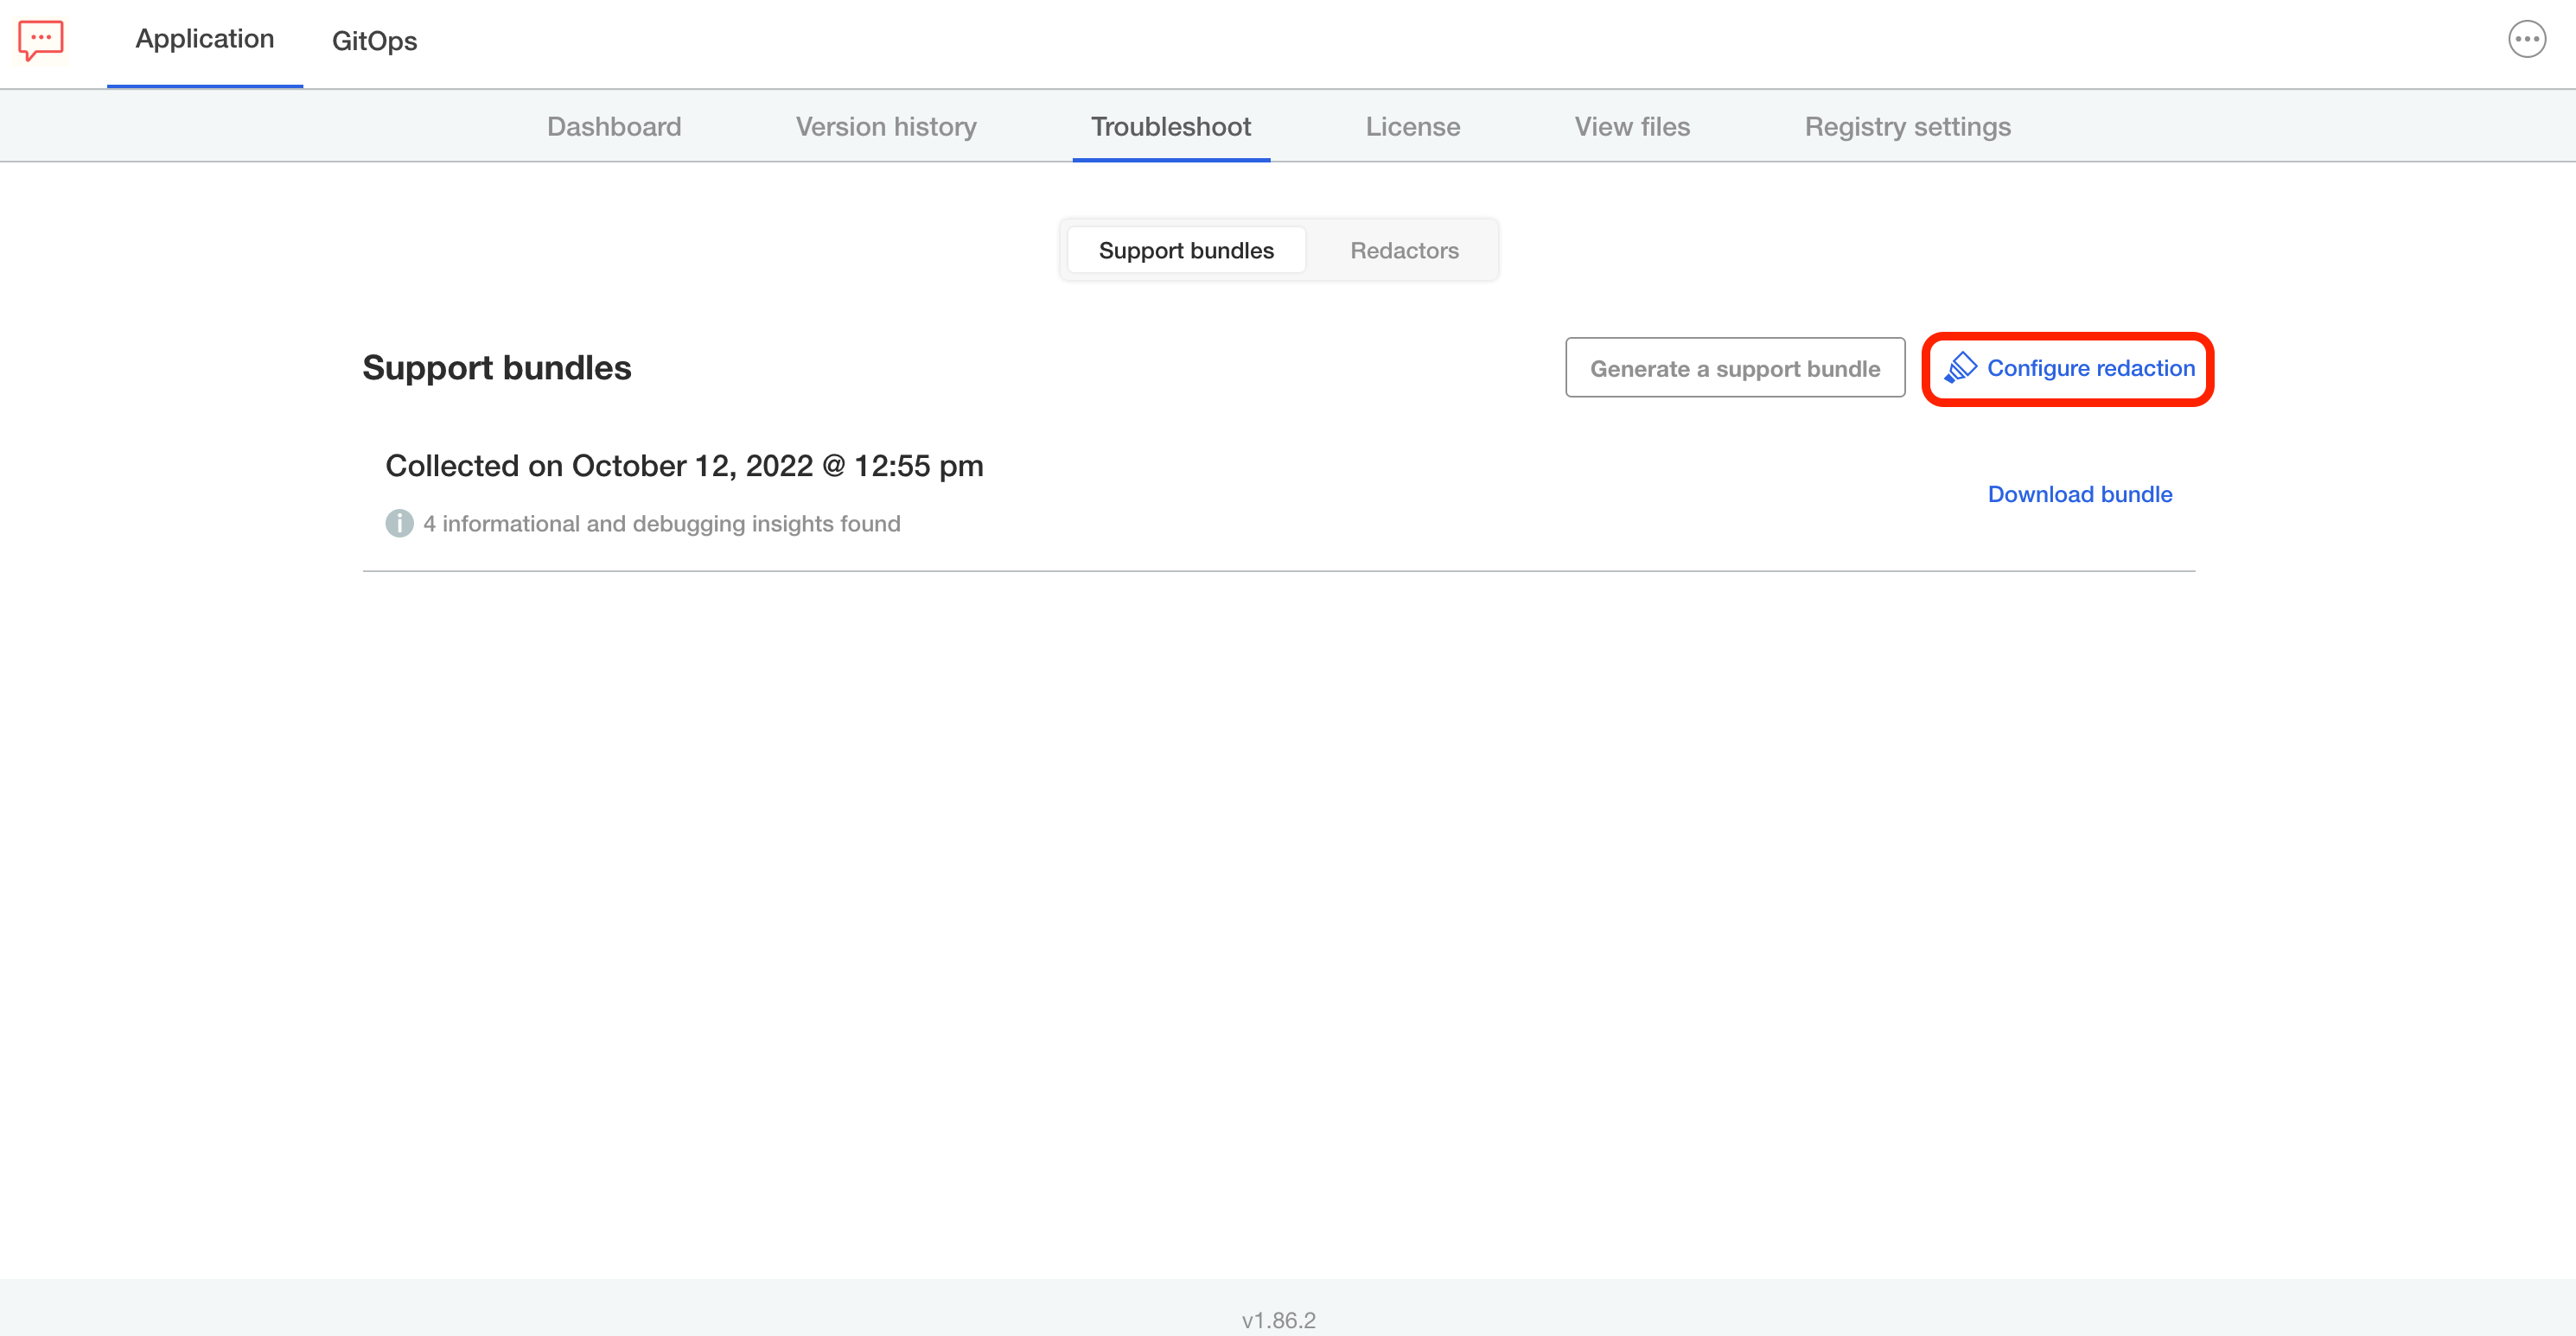 Application
GitOps
Dashboard
Version history
Troubleshoot
License
View files
Registry settings
Support bundles
Redactors
Support bundles
Generate a support bundle
Configure redaction
Collected on October 12, 2022 @ 12:55 pm
4 informational and debugging insights found
Download bundle
v1.86.2